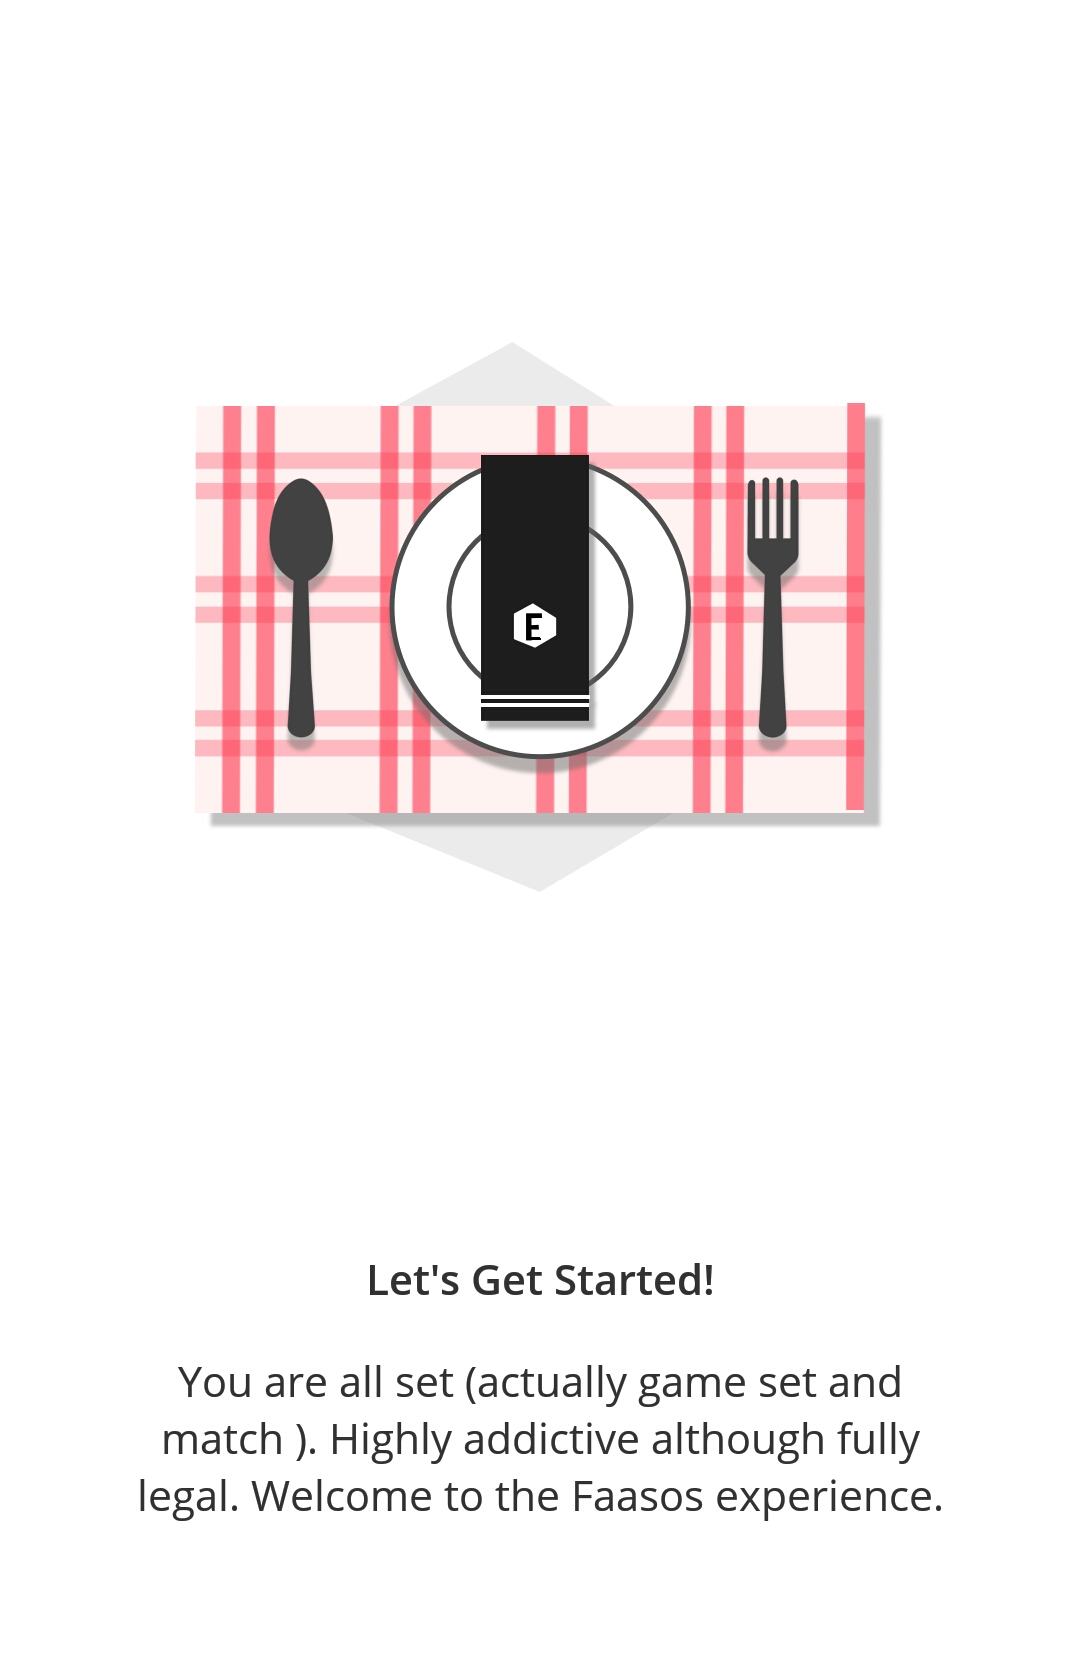 E
Let's Get Started!
You are all set (actually game set and
match ). Highly addictive although fully
legal. Welcome to the Faasos experience.